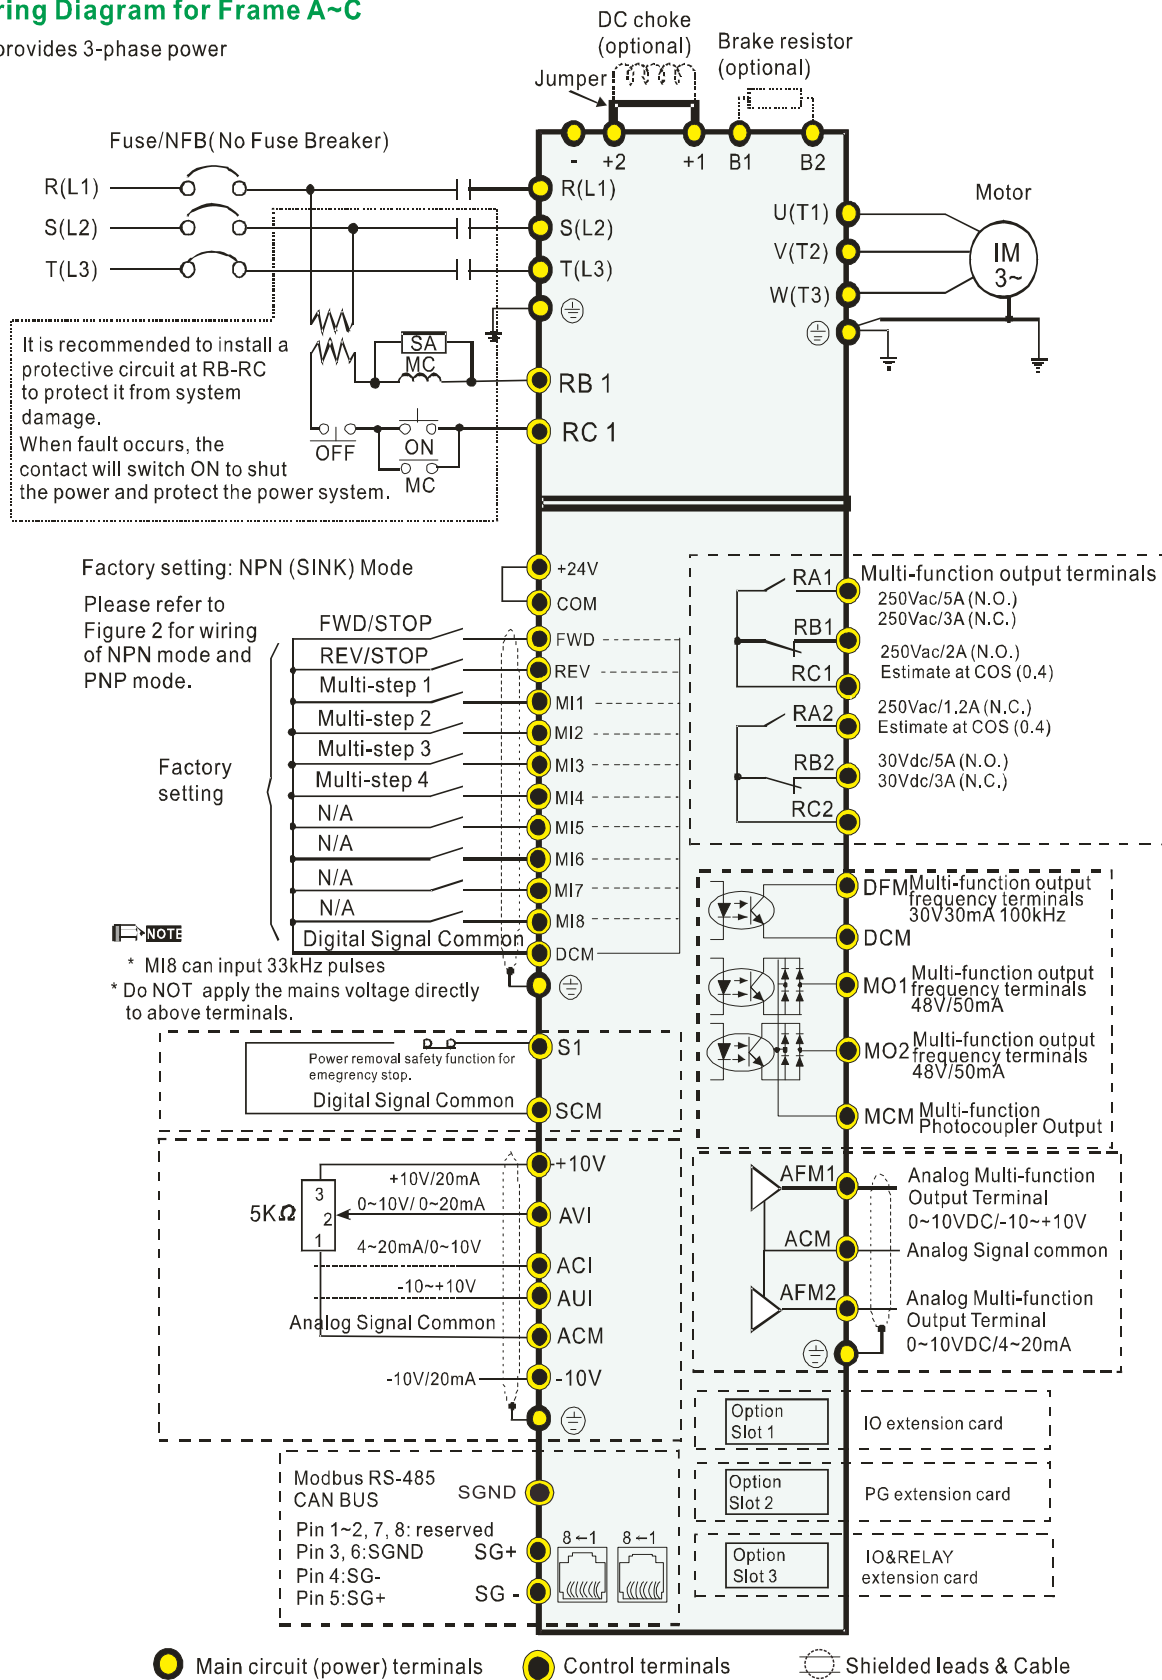 ring Diagram for Frame A~C
provides 3-phase power
DC choke
(optional)
Brake resistor
(optional)
Jumper
Fuse/NFB(No Fuse Breaker)
- +2 +1 B1 B2
R(L1)
S(L2)
T(L3)
R(L1)
S(L2)
T(L3)
U(T1)
V(T2)
W(T3)
Motor
IM
3~
It is recommended to install a
protective circuit at RB-RC
to protect it from system
damage.
When fault occurs, the
contact will switch ON to shut
the power and protect the power system.
SA
MC
OFF
ON
MC
RB 1
RC 1
Factory setting: NPN (SINK) Mode
Please refer to
Figure 2 for wiring
of NPN mode and
PNP mode.
Factory
setting
FWD/STOP
REV/STOP
Multi-step 1
Multi-step 2
Multi-step 3
Multi-step 4
N/A
N/A
N/A
N/A
Digital Signal Common
+24V
COM
FWD
REV
MI1
MI2
MI3
MI4
MI5
MI6
MI7
MI8
DCM
NOTE
* MI8 can input 33kHz pulses
* Do NOT apply the mains voltage directly
to above terminals.
RA1
RB1
RC1
RA2
RB2
RC2
Multi-function output terminals
250Vac/5A (N.O.)
250Vac/3A (N.C.)
250Vac/2A (N.O.)
Estimate at COS (0.4)
250Vac/1.2A (N.C.)
Estimate at COS (0.4)
30Vdc/5A (N.O.)
30Vdc/3A (N.C.)
DFM
Multi-function output
frequency terminals
30V30mA 100kHz
DCM
MO1
Multi-function output
frequency terminals
48V/50mA
MO2
Multi-function output
frequency terminals
48V/50mA
MCM
Multi-function
Photocoupler Output
Power removal safety function for
emegrency stop.
Digital Signal Common
S1
SCM
5KΩ
3
2
1
+10V/20mA
0~10V/ 0~20mA
4~20mA/0~10V
-10~+10V
Analog Signal Common
-10V/20mA
+10V
AVI
ACI
AUI
ACM
-10V
AFM1
Analog Multi-function
Output Terminal
0~10VDC/-10~+10V
ACM
Analog Signal common
AFM2
Analog Multi-function
Output Terminal
0~10VDC/4~20mA
Option
Slot 1
IO extension card
Option
Slot 2
PG extension card
Option
Slot 3
IO&RELAY
extension card
Modbus RS-485
CAN BUS
Pin 1~2, 7, 8: reserved
Pin 3, 6:SGND
Pin 4:SG-
Pin 5:SG+
SGND
SG+
SG -
8←1
8←1
Main circuit (power) terminals
Control terminals
Shielded leads & Cable